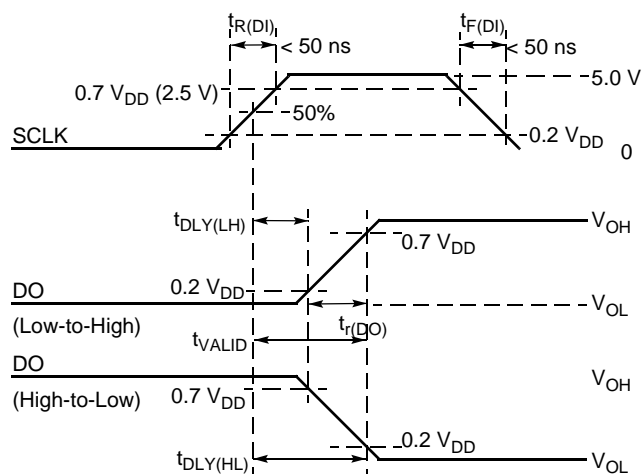 tR(DI)
< 50 ns
tF(DI)
< 50 ns
5.0 V
0.7 VDD (2.5 V)
50%
SCLK
0.2 VDD
0
tDLY(LH)
VOH
0.7 VDD
0.2 VDD
DO
(Low-to-High)
VOL
tr(DO)
tVALID
DO
(High-to-Low)
VOH
0.7 VDD
0.2 VDD
tDLY(HL)
VOL